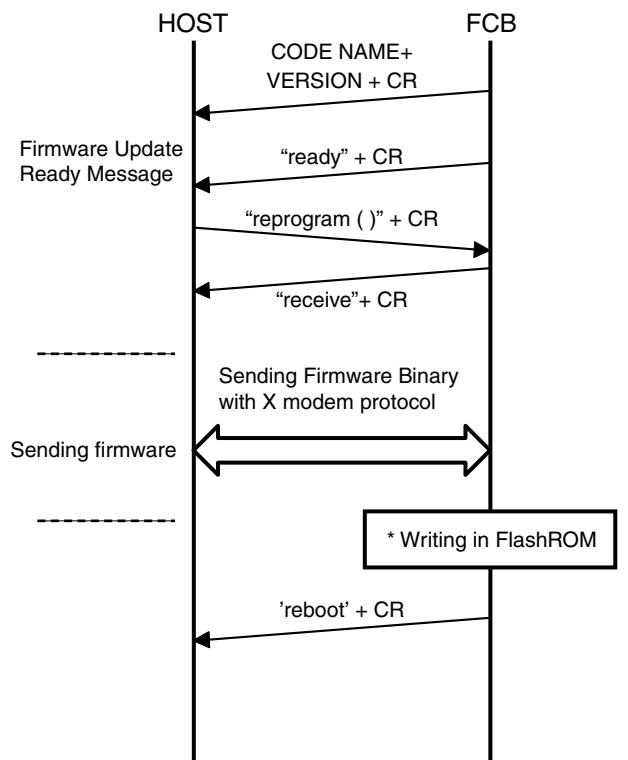 HOST
FCB
CODE NAME+
VERSION + CR
Firmware Update
Ready Message
“ready” + CR
“reprogram ( )” + CR
“receive”+ CR
Sending Firmware Binary
with X modem protocol
Sending firmware
* Writing in FlashROM
’reboot’ + CR